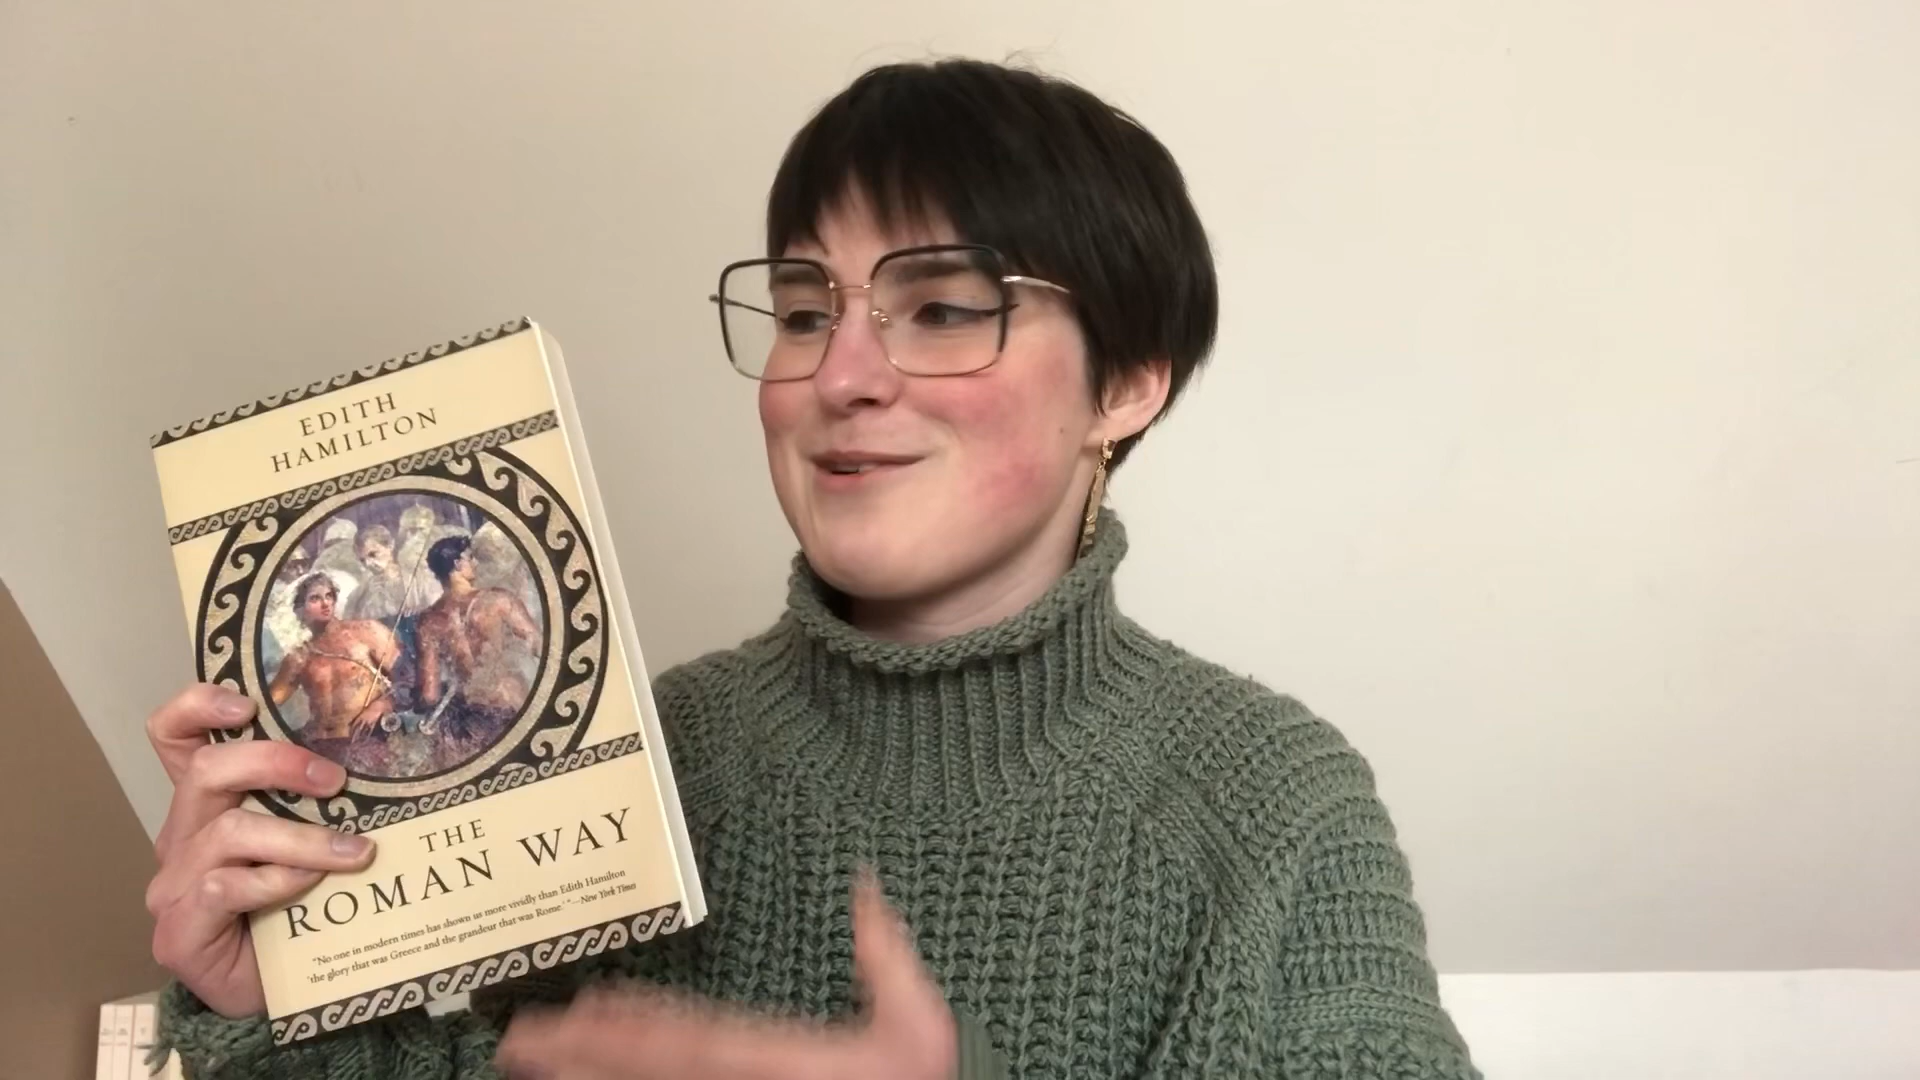 EDITH
HAMILTON
THE
ROMAN WAY
"No one in modern times has shown us more vividly than Edith Hamilton
'the glory that was Greece and the grandeur that was Rome.'"—New York Times